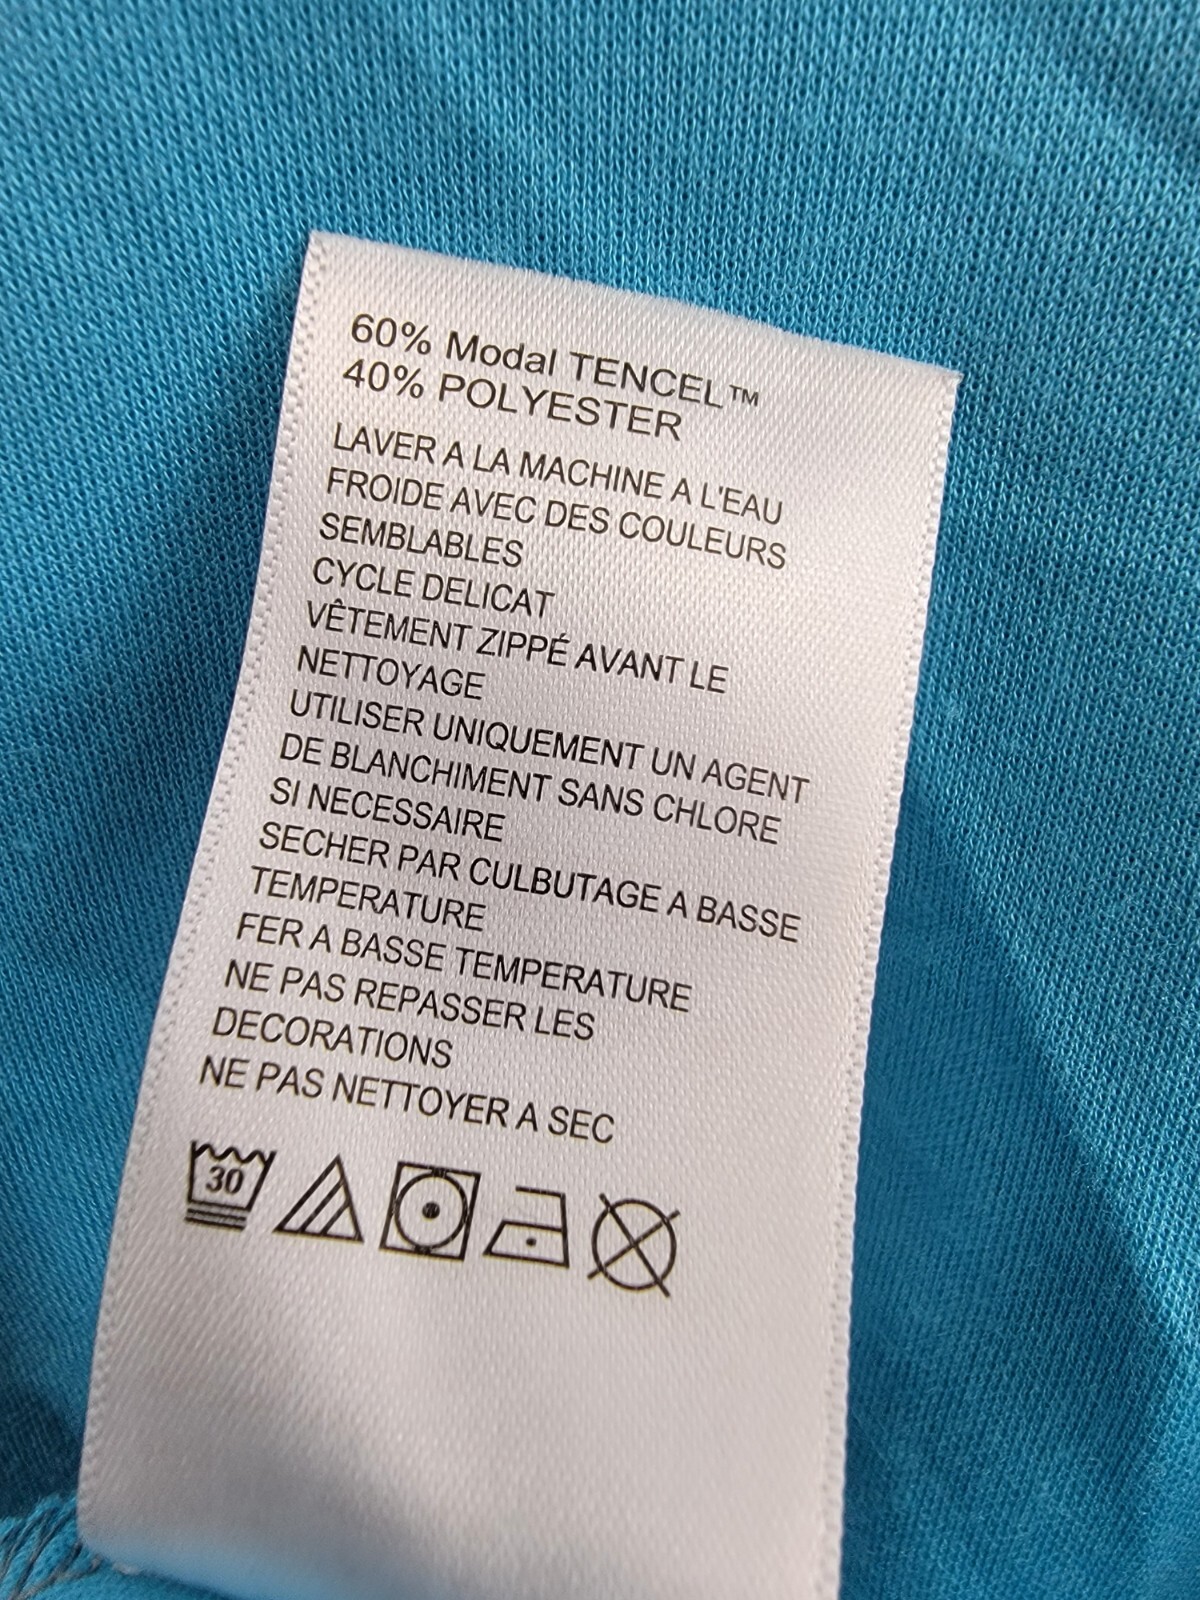 60% Modal TENCEL™
40% POLYESTER
LAVER A LA MACHINE A L'EAU
FROIDE AVEC DES COULEURS
SEMBLABLES
CYCLE DELICAT
VÊTEMENT ZIPPÉ AVANT LE
NETTOYAGE
UTILISER UNIQUEMENT UN AGENT
DE BLANCHIMENT SANS CHLORE
SI NECESSAIRE
SECHER PAR CULBUTAGE A BASSE
TEMPERATURE
FER A BASSE TEMPERATURE
NE PAS REPASSER LES
DECORATIONS
NE PAS NETTOYER A SEC
30